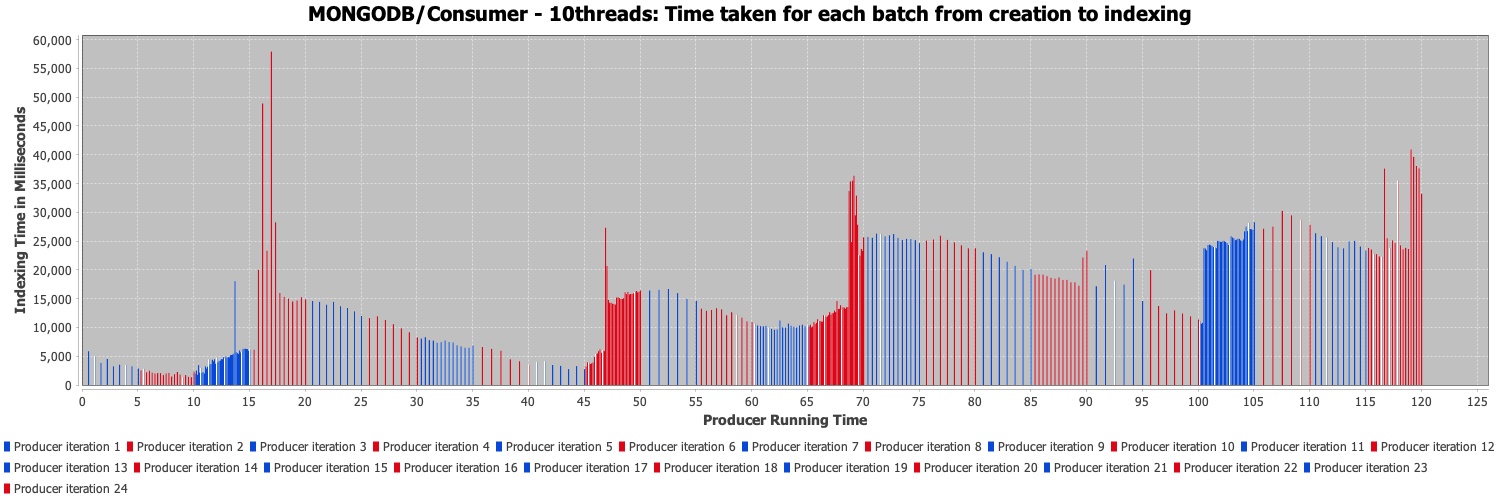 MONGODB/Consumer - 10threads: Time taken for each batch from creation to indexing
Indexing Time in Milliseconds
60,000
55,000
50,000
45,000
40,000
35,000
30,000
25,000
20,000
15,000
10,000
5,000
0
0 5 10 15 20 25 30 35 40 45 50 55 60 65 70 75 80 85 90 95 100 105 110 115 120 125
Producer Running Time
Producer iteration 1 Producer iteration 2 Producer iteration 3 Producer iteration 4 Producer iteration 5 Producer iteration 6 Producer iteration 7 Producer iteration 8 Producer iteration 9 Producer iteration 10 Producer iteration 11 Producer iteration 12
Producer iteration 13 Producer iteration 14 Producer iteration 15 Producer iteration 16 Producer iteration 17 Producer iteration 18 Producer iteration 19 Producer iteration 20 Producer iteration 21 Producer iteration 22 Producer iteration 23
Producer iteration 24